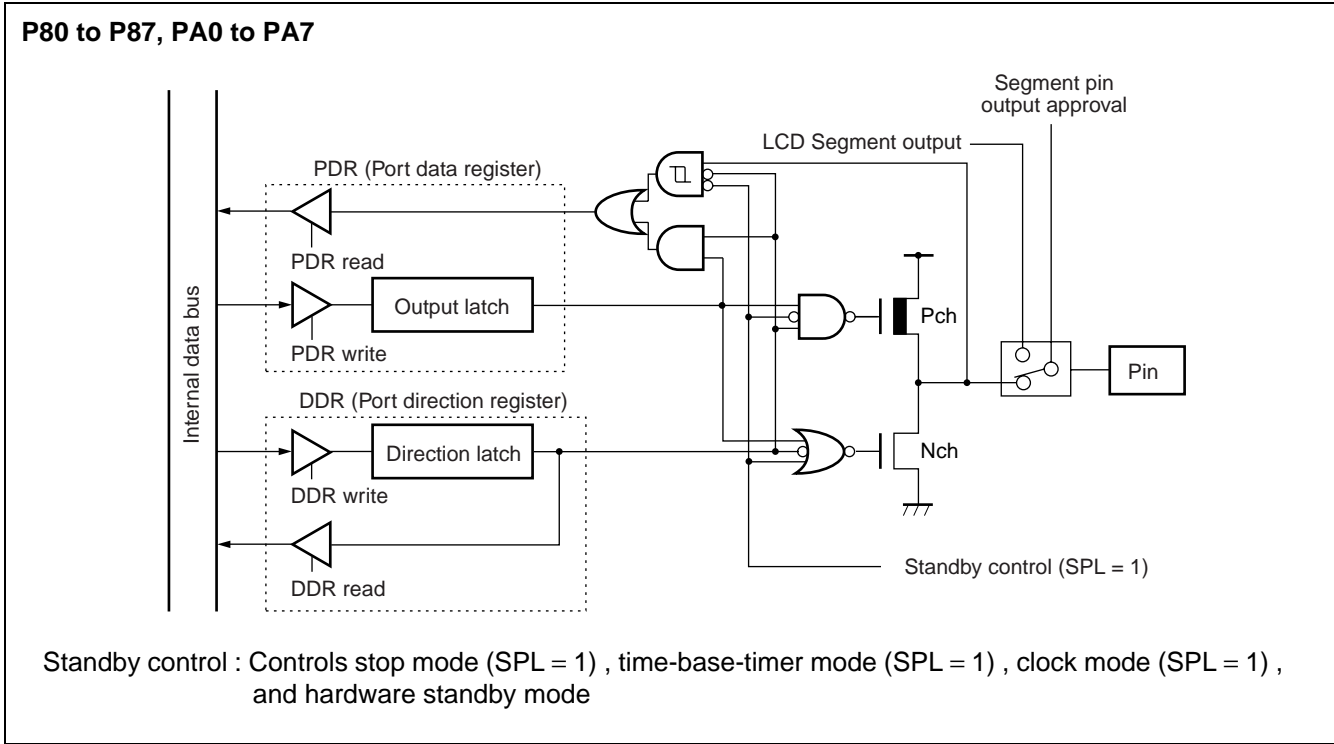 P80 to P87, PA0 to PA7
Segment pin
output approval
LCD Segment output
PDR (Port data register)
PDR read
Output latch
PDR write
Internal data bus
Pch
Pin
DDR (Port direction register)
Direction latch
DDR write
Nch
DDR read
Standby control (SPL = 1)
Standby control : Controls stop mode (SPL = 1) , time-base-timer mode (SPL = 1) , clock mode (SPL = 1) ,
and hardware standby mode